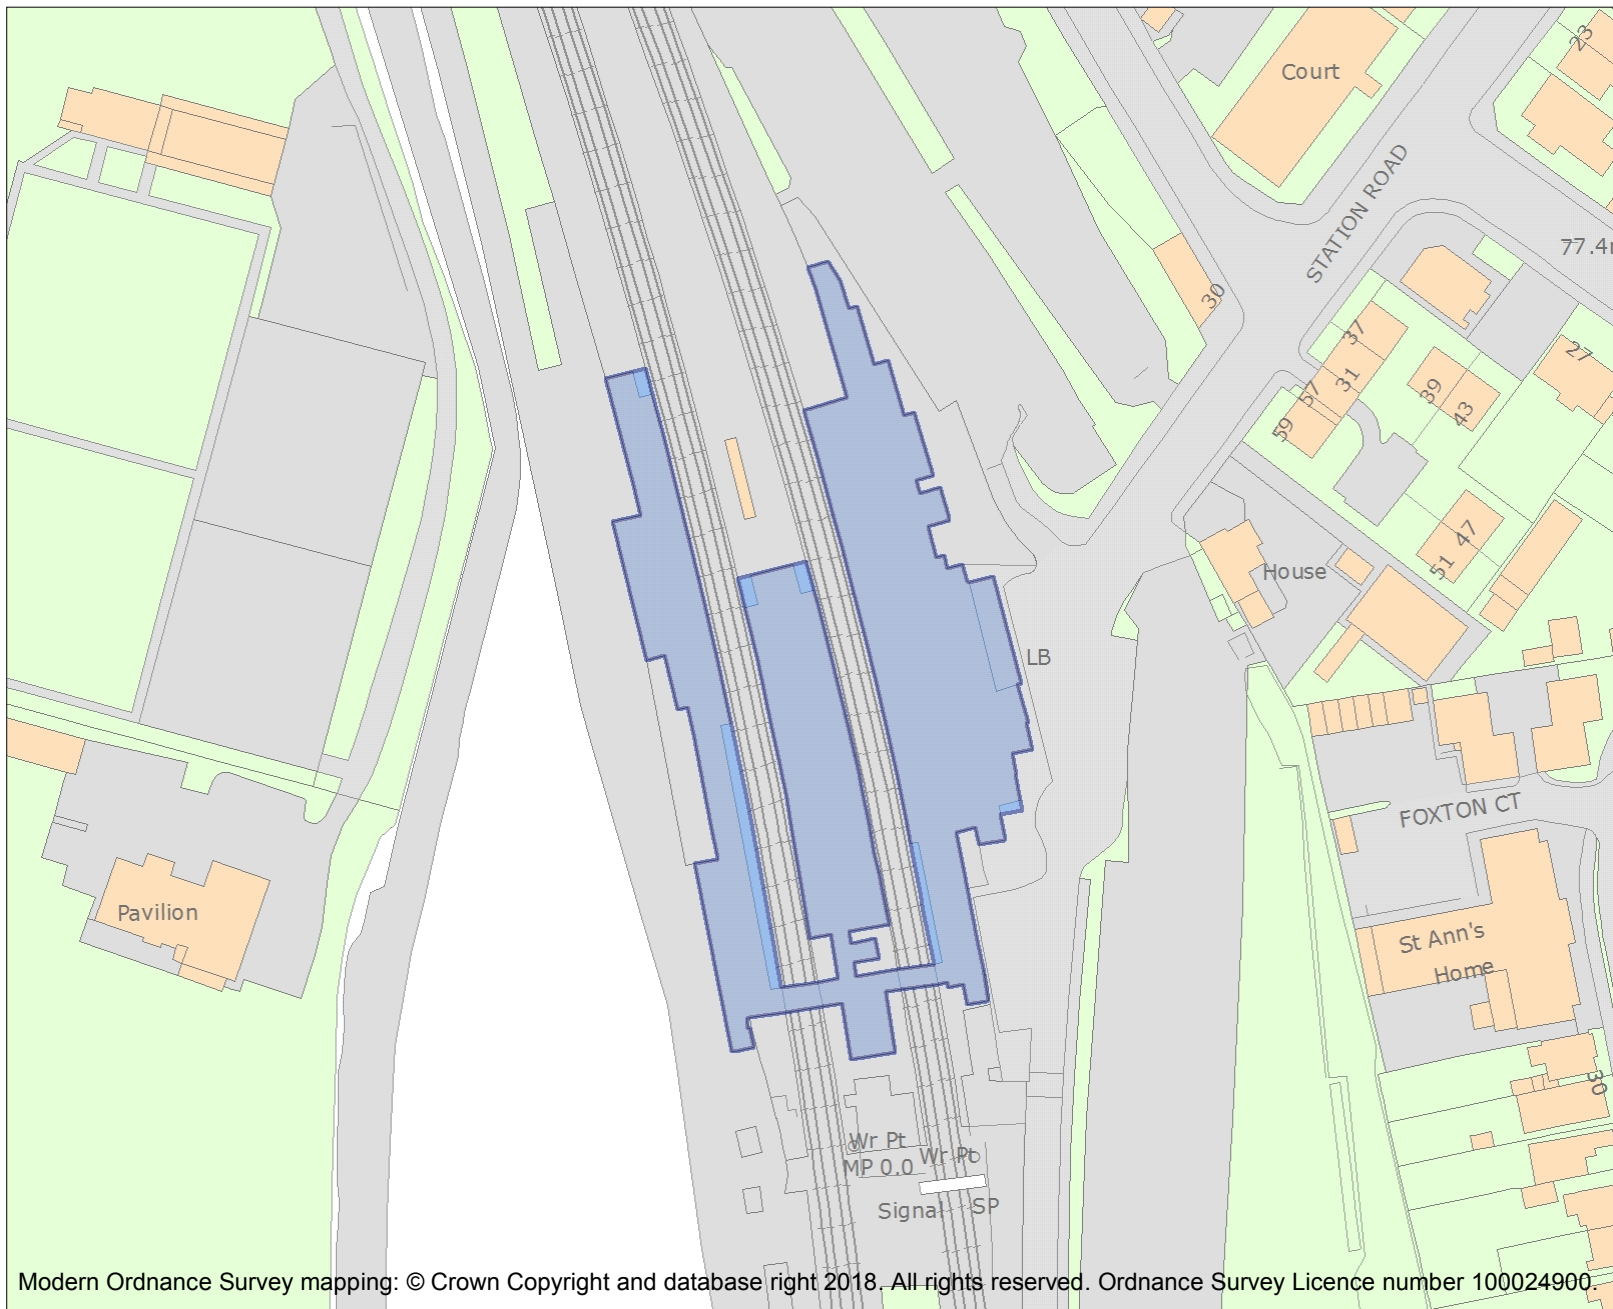 23
Court
STATION ROAD
77.4
30
37
27
31
57
39
43
59
47
51
House
LB
FOXTON CT
Pavilion
St Ann's
Home
30
Wr Pt
Wr Pt
MP 0.0
Signal
SP
Modern Ordnance Survey mapping: © Crown Copyright and database right 2018. All rights reserved. Ordnance Survey Licence number 100024900.